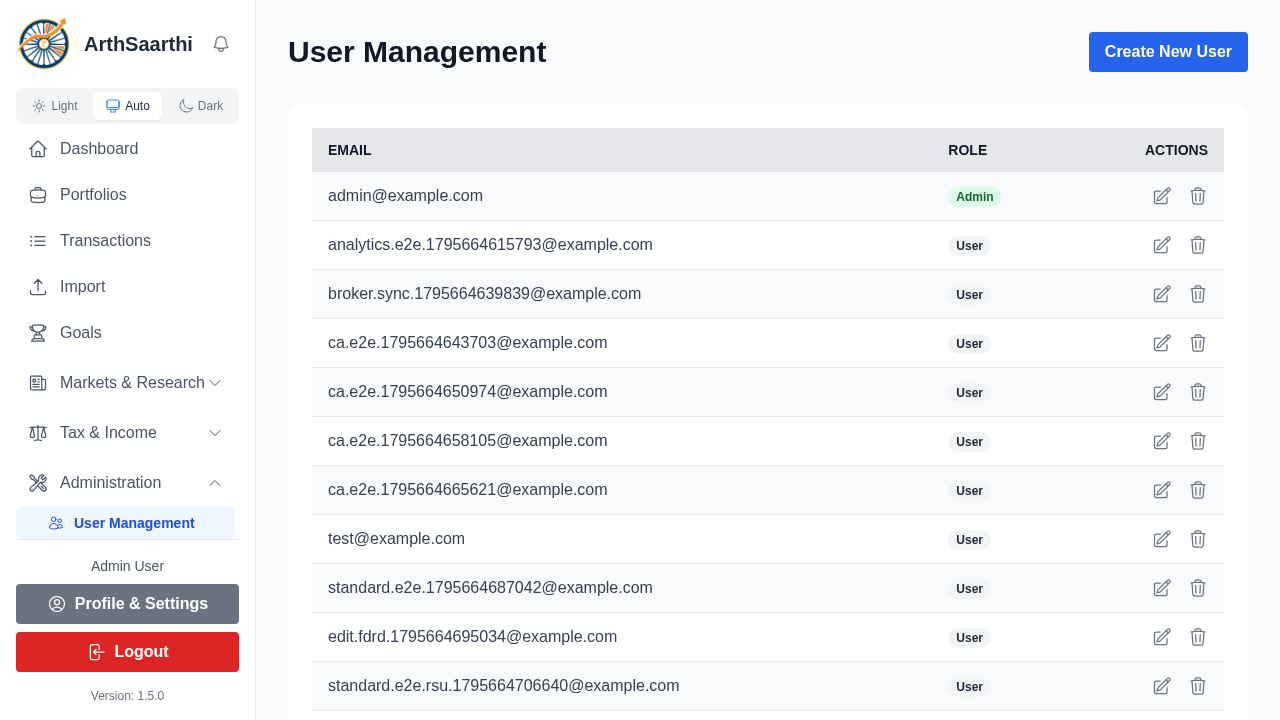 ArthSaarthi
Light
Auto
Dark
Dashboard
Portfolios
Transactions
Import
Goals
Markets & Research
Tax & Income
Administration
User Management
Admin User
Profile & Settings
Logout
Version: 1.5.0
User Management
Create New User
EMAIL ROLE ACTIONS
admin@example.com Admin
analytics.e2e.1795664615793@example.com User
broker.sync.1795664639839@example.com User
ca.e2e.1795664643703@example.com User
ca.e2e.1795664650974@example.com User
ca.e2e.1795664658105@example.com User
ca.e2e.1795664665621@example.com User
test@example.com User
standard.e2e.1795664687042@example.com User
edit.fdrd.1795664695034@example.com User
standard.e2e.rsu.1795664706640@example.com User